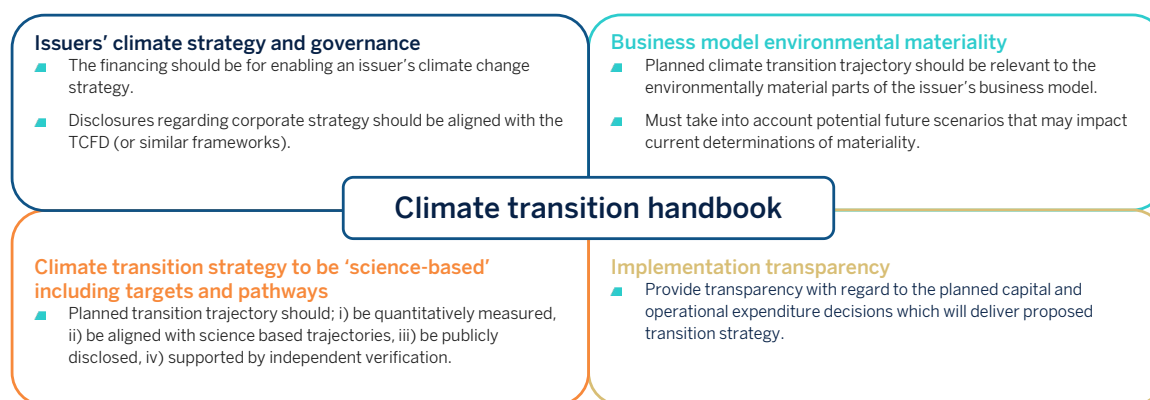 Issuers’ climate strategy and governance
The financing should be for enabling an issuer’s climate change
strategy.
Disclosures regarding corporate strategy should be aligned with the
TCFD (or similar frameworks).
Business model environmental materiality
Planned climate transition trajectory should be relevant to the
environmentally material parts of the issuer’s business model.
Must take into account potential future scenarios that may impact
current determinations of materiality.
Climate transition handbook
Climate transition strategy to be ‘science-based’
including targets and pathways
Planned transition trajectory should; i) be quantitatively measured,
ii) be aligned with science based trajectories, iii) be publicly
disclosed, iv) supported by independent verification.
Implementation transparency
Provide transparency with regard to the planned capital and
operational expenditure decisions which will deliver proposed
transition strategy.